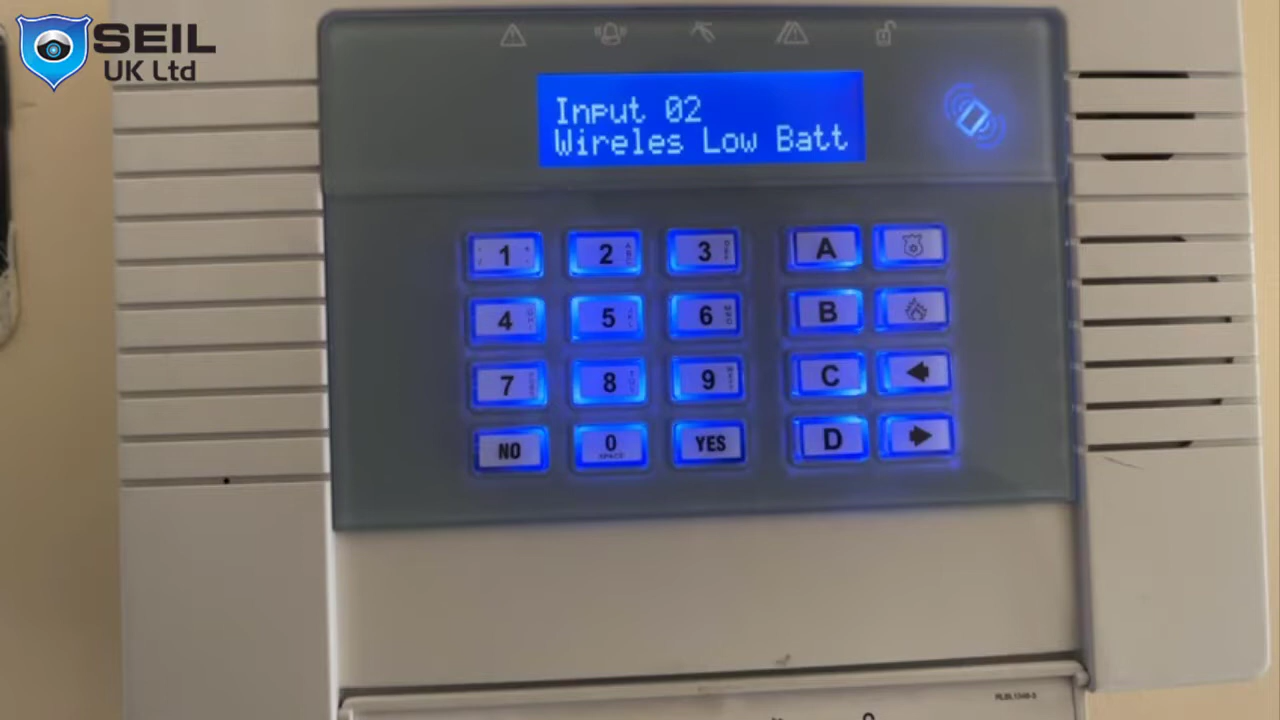 SEIL
UK Ltd
Input 02
Wireles Low Batt
1 2 3 A
4 5 6 B
7 8 9 C
NO 0 YES D
SPACE